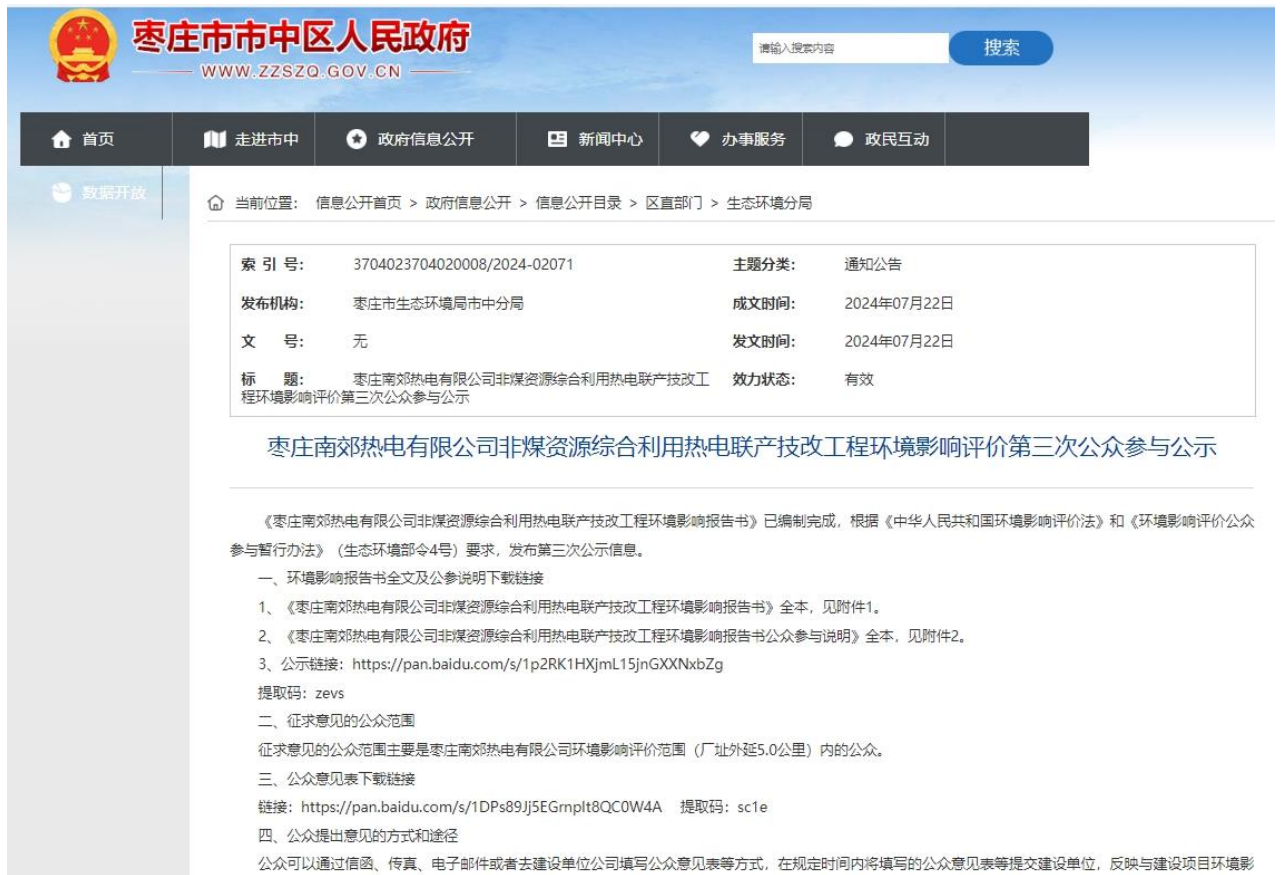 枣庄市市中区人民政府
WWW.ZZSZQ.GOV.CN
请输入搜索内容
搜索
首页
走进市中
政府信息公开
新闻中心
办事服务
政民互动
数据开放
当前位置： 信息公开首页 > 政府信息公开 > 信息公开目录 > 区直部门 > 生态环境分局
索 引 号： 3704023704020008/2024-02071 主题分类： 通知公告
发布机构： 枣庄市生态环境局市中分局 成文时间： 2024年07月22日
文 号： 无 发文时间： 2024年07月22日
标 题： 枣庄南郊热电有限公司非煤资源综合利用热电联产技改工 效力状态： 有效
程环境影响评价第三次公众参与公示
枣庄南郊热电有限公司非煤资源综合利用热电联产技改工程环境影响评价第三次公众参与公示
《枣庄南郊热电有限公司非煤资源综合利用热电联产技改工程环境影响报告书》已编制完成，根据《中华人民共和国环境影响评价法》和《环境影响评价公众
参与暂行办法》（生态环境部令4号）要求，发布第三次公示信息。
一、环境影响报告书全文及公参说明下载链接
1、《枣庄南郊热电有限公司非煤资源综合利用热电联产技改工程环境影响报告书》全本，见附件1。
2、《枣庄南郊热电有限公司非煤资源综合利用热电联产技改工程环境影响报告书公众参与说明》全本，见附件2。
3、公示链接：https://pan.baidu.com/s/1p2RK1HXjmL15jnGXXNxbZg
提取码：zevs
二、征求意见的公众范围
征求意见的公众范围主要是枣庄南郊热电有限公司环境影响评价范围（厂址外延5.0公里）内的公众。
三、公众意见表下载链接
链接：https://pan.baidu.com/s/1DPs89Jj5EGrnpIt8QC0W4A 提取码：sc1e
四、公众提出意见的方式和途径
公众可以通过信函、传真、电子邮件或者去建设单位公司填写公众意见表等方式，在规定时间内将填写的公众意见表等提交建设单位，反映与建设项目环境影